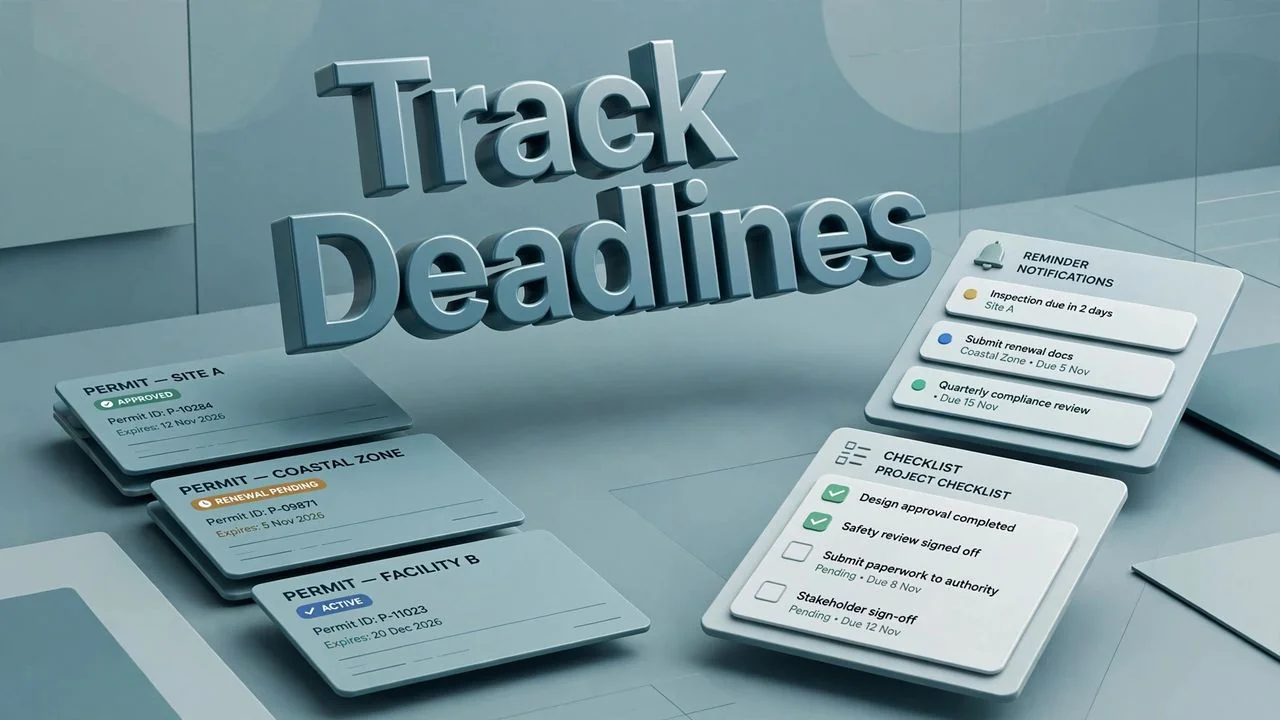 Track
Deadlines
PERMIT — SITE A
APPROVED
Permit ID: P-10284
Expires: 12 Nov 2026
PERMIT — COASTAL ZONE
RENEWAL PENDING
Permit ID: P-09871
Expires: 5 Nov 2026
PERMIT — FACILITY B
ACTIVE
Permit ID: P-11023
Expires: 20 Dec 2026
REMINDER
NOTIFICATIONS
Inspection due in 2 days
Site A
Submit renewal docs
Coastal Zone • Due 5 Nov
Quarterly compliance review
• Due 15 Nov
CHECKLIST
PROJECT CHECKLIST
Design approval completed
Safety review signed off
Submit paperwork to authority
Pending • Due 8 Nov
Stakeholder sign-off
Pending • Due 12 Nov